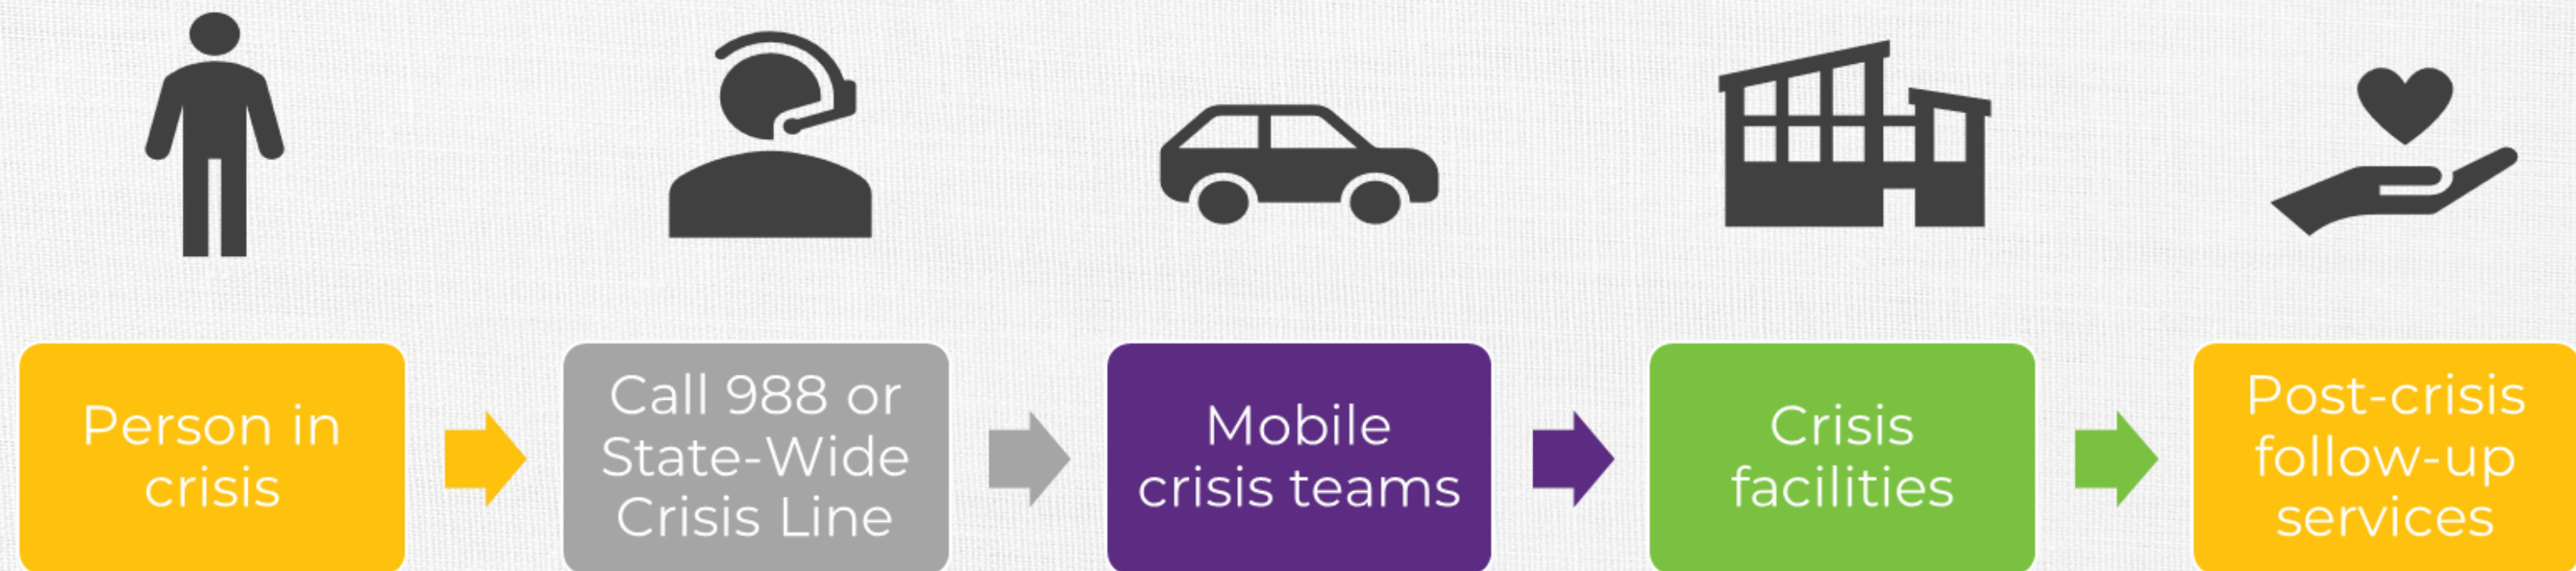 Person in
crisis
Call 988 or
State-Wide
Crisis Line
Mobile
crisis teams
Crisis
facilities
Post-crisis
follow-up
services